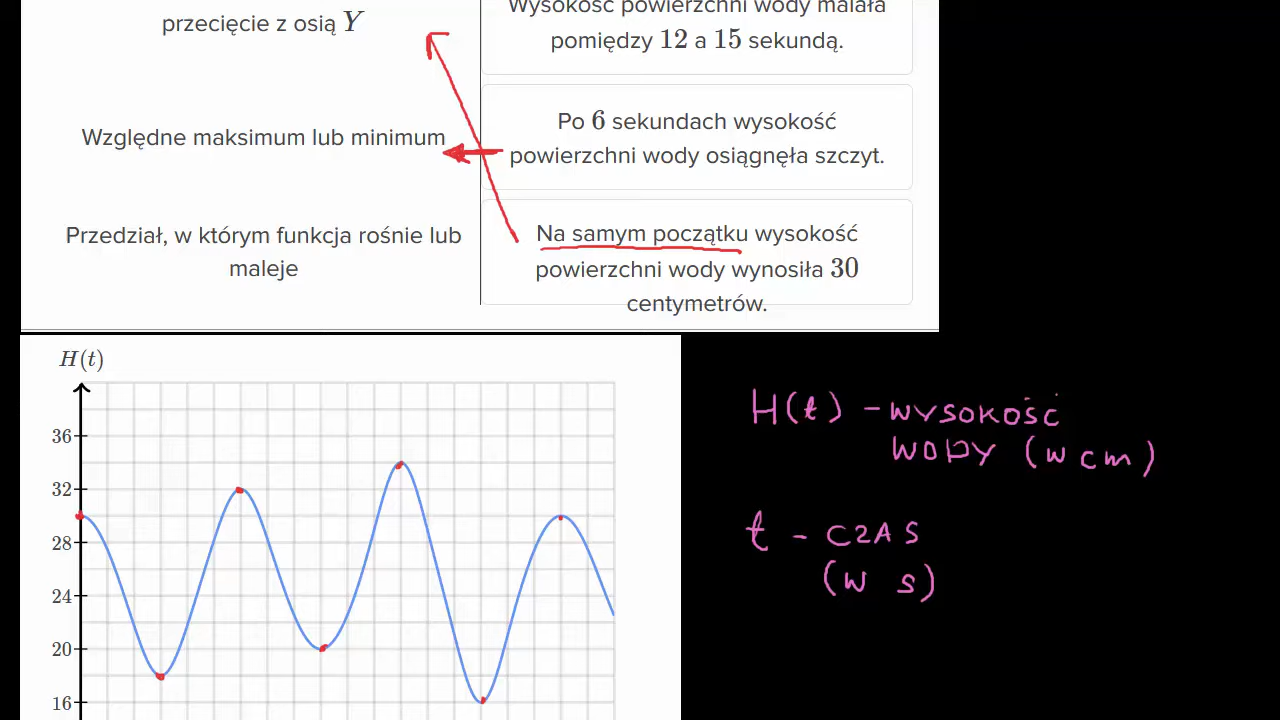 przecięcie z osią Y
Wysokość powierzchni wody malała
pomiędzy 12 a 15 sekundą.
Względne maksimum lub minimum
Po 6 sekundach wysokość
powierzchni wody osiągnęła szczyt.
Przedział, w którym funkcja rośnie lub
maleje
Na samym początku wysokość
powierzchni wody wynosiła 30
centymetrów.
H(t)
36
32
28
24
20
16
H(t) - WYSOKOŚĆ
WODY (w cm)
t - CZAS
(W S)